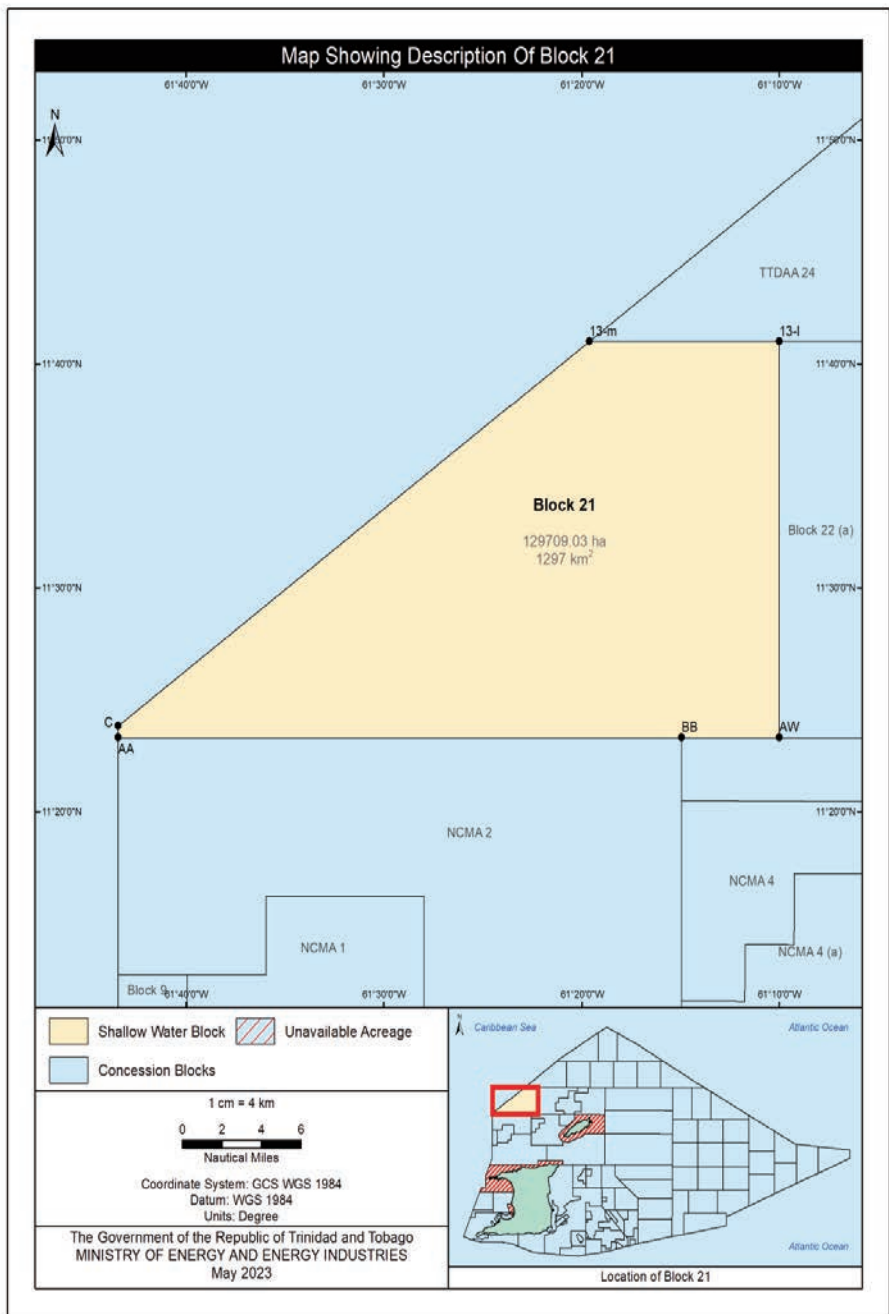 Map Showing Description Of Block 21
61°40'0"W
61°30'0"W
61°20'0"W
61°10'0"W
N
11°50'0"N
TTDAA 24
13-m
13-l
11°40'0"N
11°40'0"N
Block 21
129709.03 ha
1297 km²
Block 22 (a)
11°30'0"N
11°30'0"N
C
AA
BB
AW
11°20'0"N
11°20'0"N
NCMA 2
NCMA 4
NCMA 1
NCMA 4 (a)
Block 9
61°40'0"W
61°30'0"W
61°20'0"W
61°10'0"W
Shallow Water Block
Unavailable Acreage
Concession Blocks
1 cm = 4 km
0 2 4 6
Nautical Miles
Coordinate System: GCS WGS 1984
Datum: WGS 1984
Units: Degree
The Government of the Republic of Trinidad and Tobago
MINISTRY OF ENERGY AND ENERGY INDUSTRIES
May 2023
N
Caribbean Sea
Atlantic Ocean
Atlantic Ocean
Location of Block 21